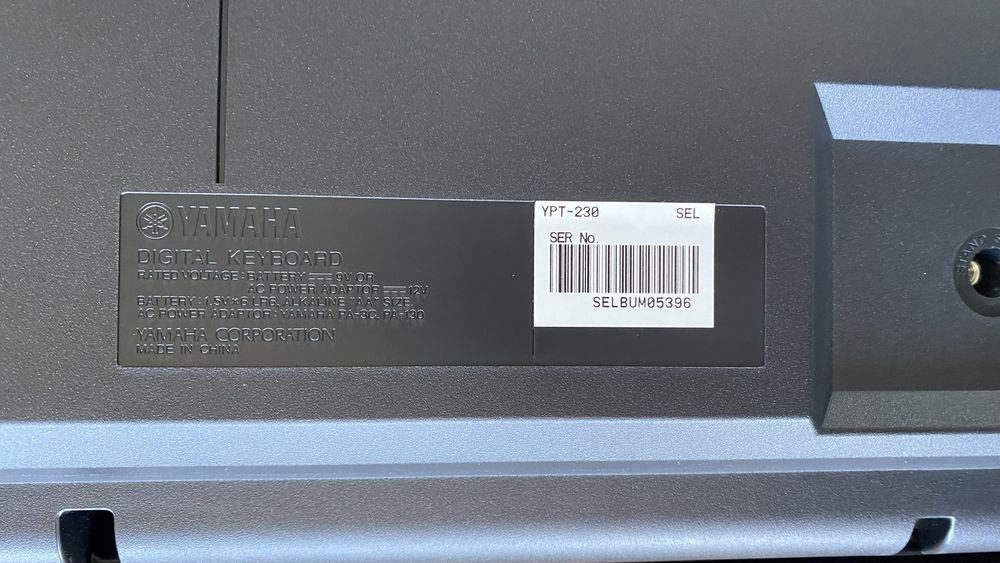 YAMAHA
DIGITAL KEYBOARD
RATED VOLTAGE : BATTERY ⎓ 9V OR
AC POWER ADAPTOR ⎓ 12V
BATTERY : 1.5V×6 LR6, ALKALINE "AA" SIZE,
AC POWER ADAPTOR : YAMAHA PA-3C, PA-130
YAMAHA CORPORATION
MADE IN CHINA
YPT-230 SEL
SER No.
SELBUM05396
STAND